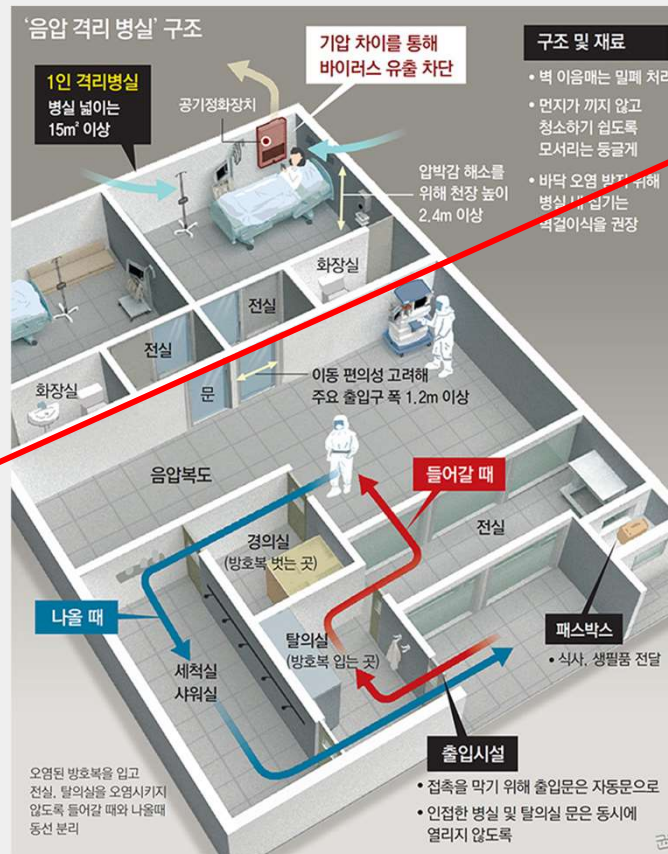 '음압 격리 병실' 구조
1인 격리병실
병실 넓이는
15㎡ 이상
공기정화장치
기압 차이를 통해
바이러스 유출 차단
구조 및 재료
• 벽 이음매는 밀폐 처리
• 먼지가 끼지 않고
청소하기 쉽도록
모서리는 둥글게
• 바닥 오염 방지 위해
병실 내 집기는
벽걸이식을 권장
압박감 해소를
위해 천장 높이
2.4m 이상
화장실
전실
전실
화장실
문
이동 편의성 고려해
주요 출입구 폭 1.2m 이상
음압복도
들어갈 때
전실
경의실
(방호복 벗는 곳)
나올 때
탈의실
(방호복 입는 곳)
패스박스
• 식사, 생필품 전달
세척실
샤워실
출입시설
• 접촉을 막기 위해 출입문은 자동문으로
• 인접한 병실 및 탈의실 문은 동시에
열리지 않도록
오염된 방호복을 입고
전실, 탈의실을 오염시키지
않도록 들어갈 때와 나올때
동선 분리